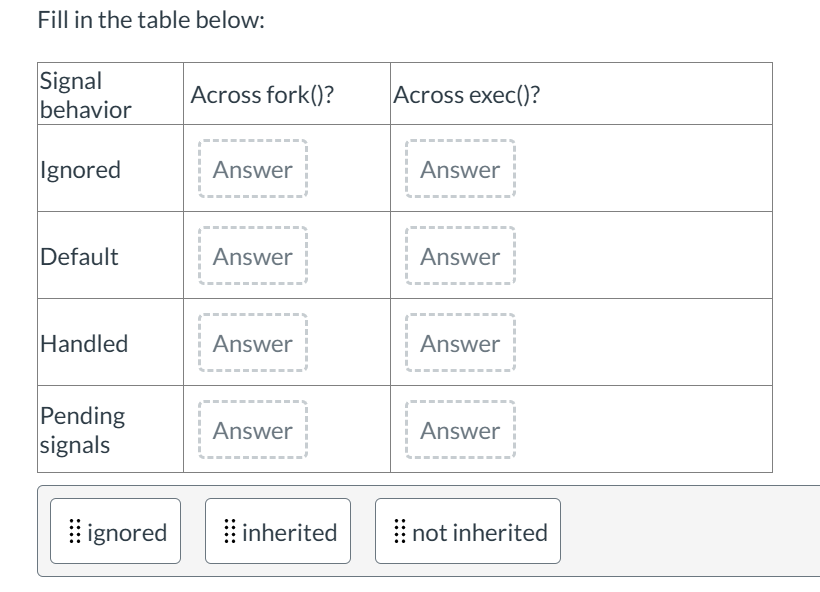 Fill in the table below:
Signal
behavior
Across fork()?
Across exec()?
Ignored
Answer
Answer
Default
Answer
Answer
Handled
Answer
Answer
Pending
signals
Answer
Answer
ignored
inherited
not inherited